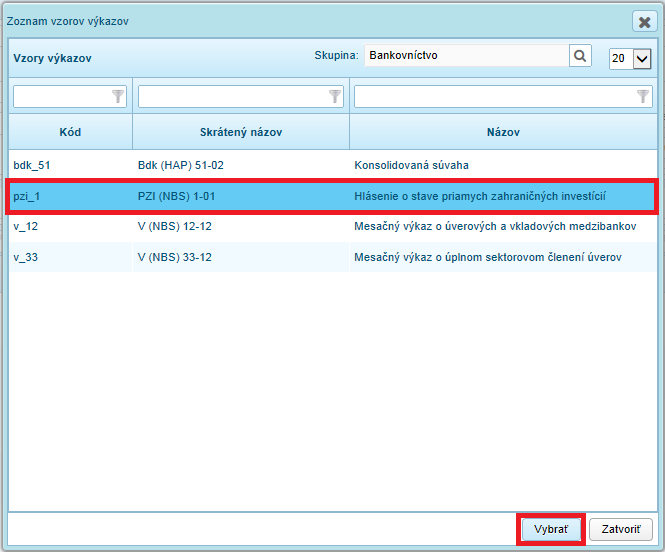 Zoznam vzorov výkazov
Vzory výkazov Skupina: Bankovníctvo 20
Kód Skrátený názov Názov
bdk_51 Bdk (HAP) 51-02 Konsolidovaná súvaha
pzi_1 PZI (NBS) 1-01 Hlásenie o stave priamych zahraničných investícií
v_12 V (NBS) 12-12 Mesačný výkaz o úverových a vkladových medzibankov
v_33 V (NBS) 33-12 Mesačný výkaz o úplnom sektorovom členení úverov
Vybrať Zatvoriť